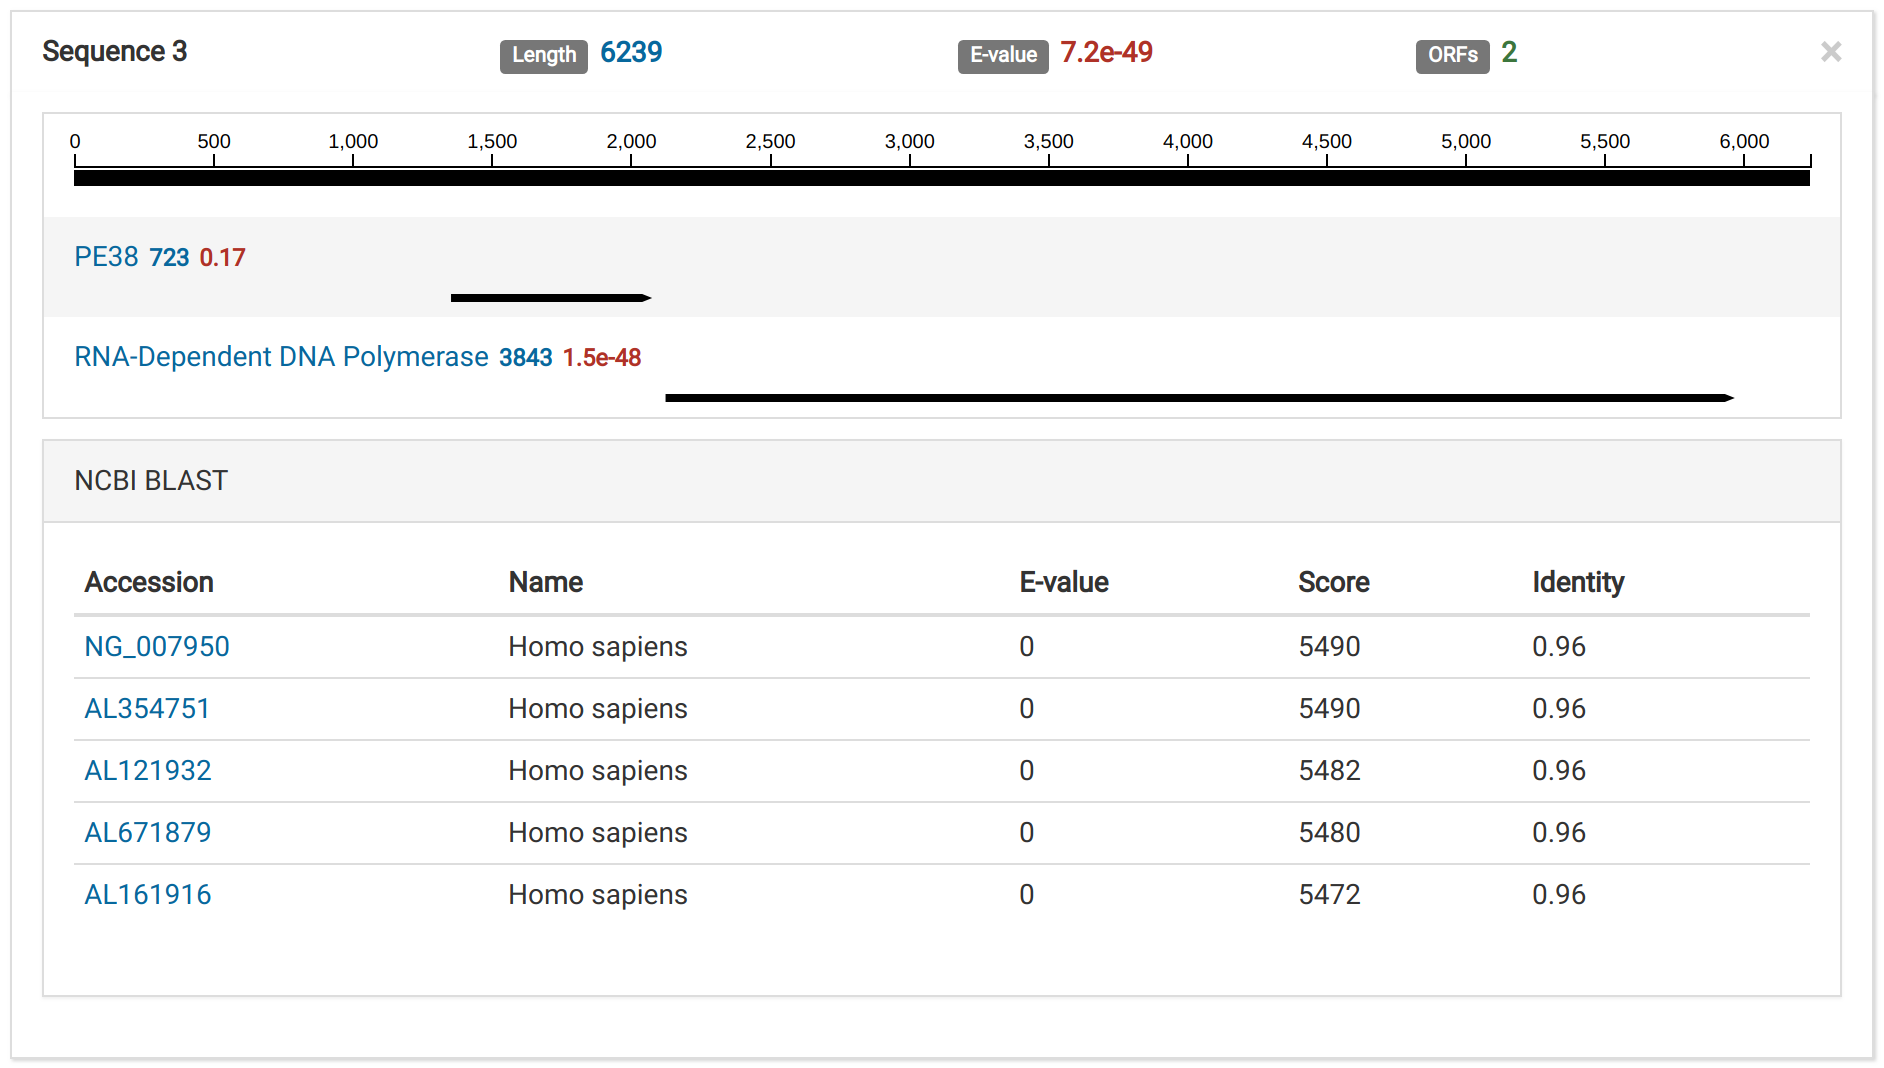 Sequence 3 Length 6239 E-value 7.2e-49 ORFs 2 ×
0 500 1,000 1,500 2,000 2,500 3,000 3,500 4,000 4,500 5,000 5,500 6,000
PE38 723 0.17
RNA-Dependent DNA Polymerase 3843 1.5e-48
NCBI BLAST
Accession Name E-value Score Identity
NG_007950 Homo sapiens 0 5490 0.96
AL354751 Homo sapiens 0 5490 0.96
AL121932 Homo sapiens 0 5482 0.96
AL671879 Homo sapiens 0 5480 0.96
AL161916 Homo sapiens 0 5472 0.96